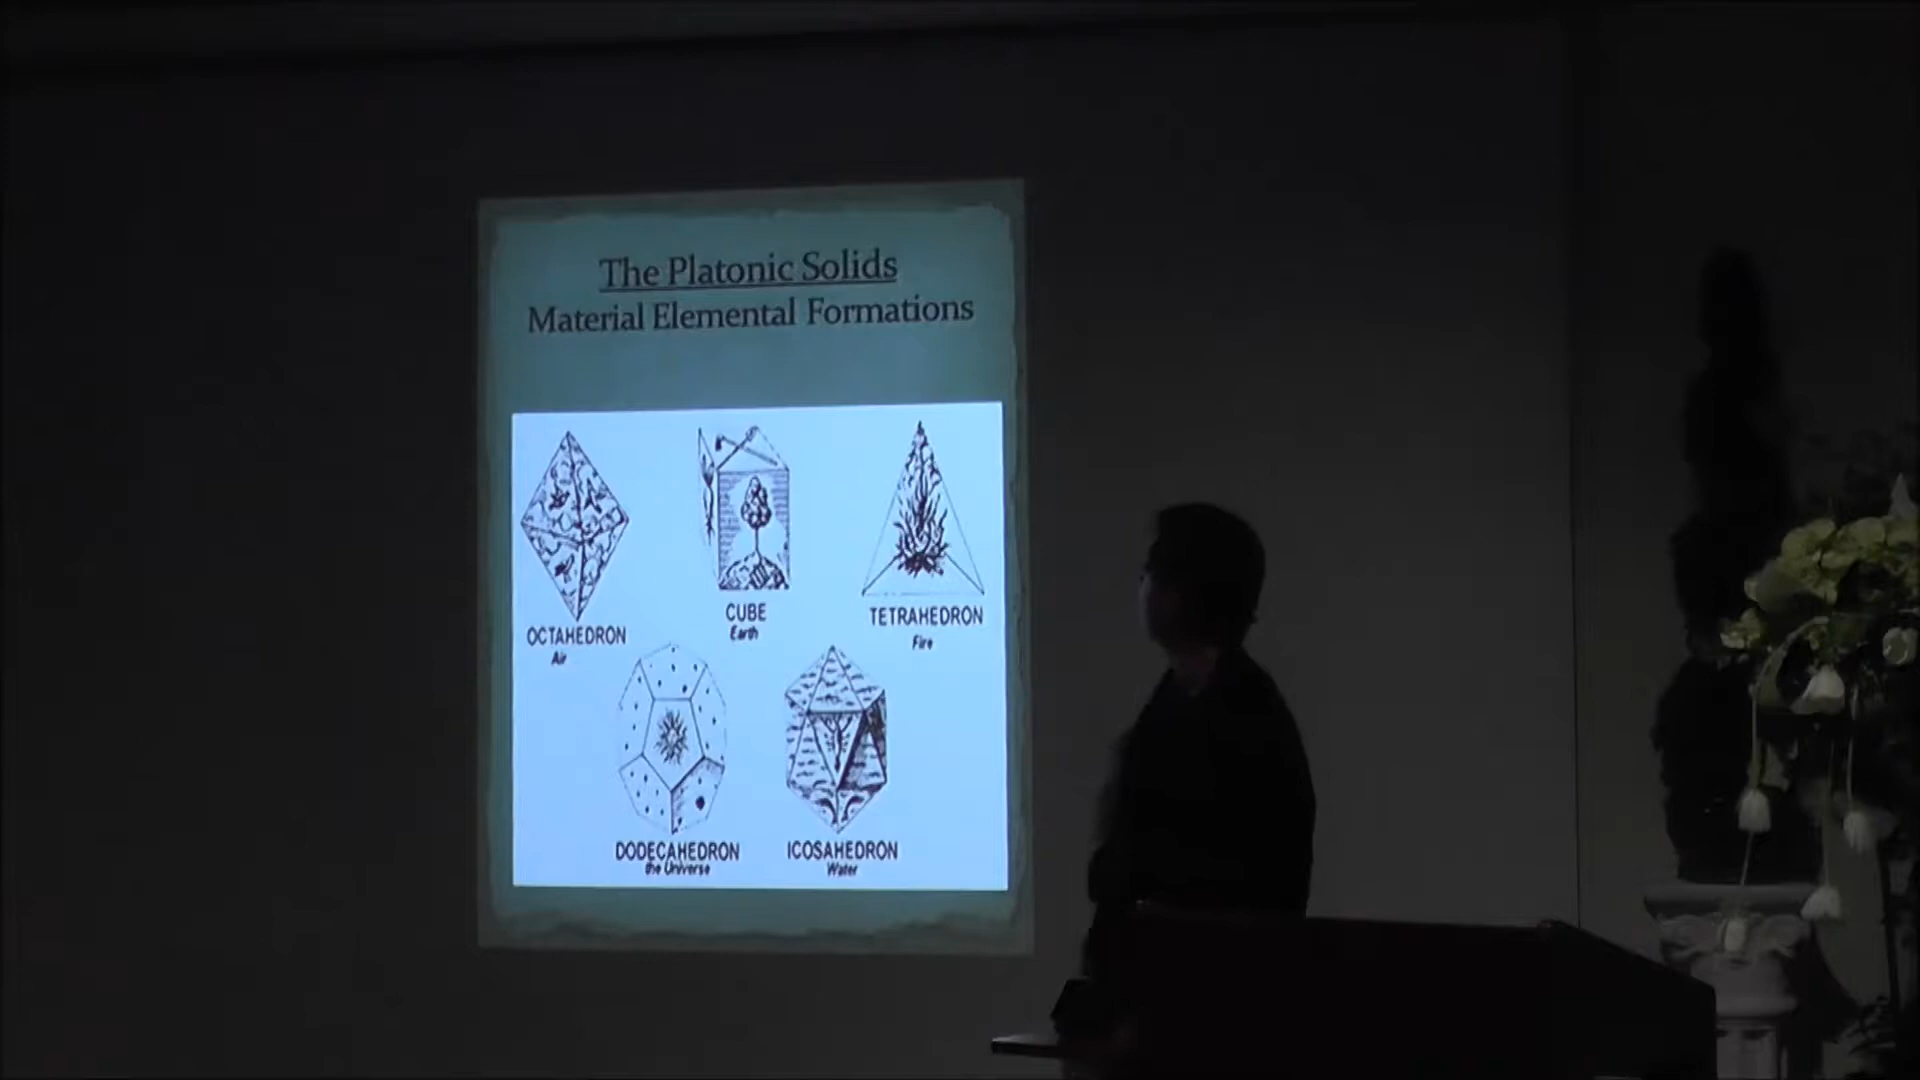 The Platonic Solids
Material Elemental Formations
OCTAHEDRON
Air
CUBE
Earth
TETRAHEDRON
Fire
DODECAHEDRON
the Universe
ICOSAHEDRON
Water